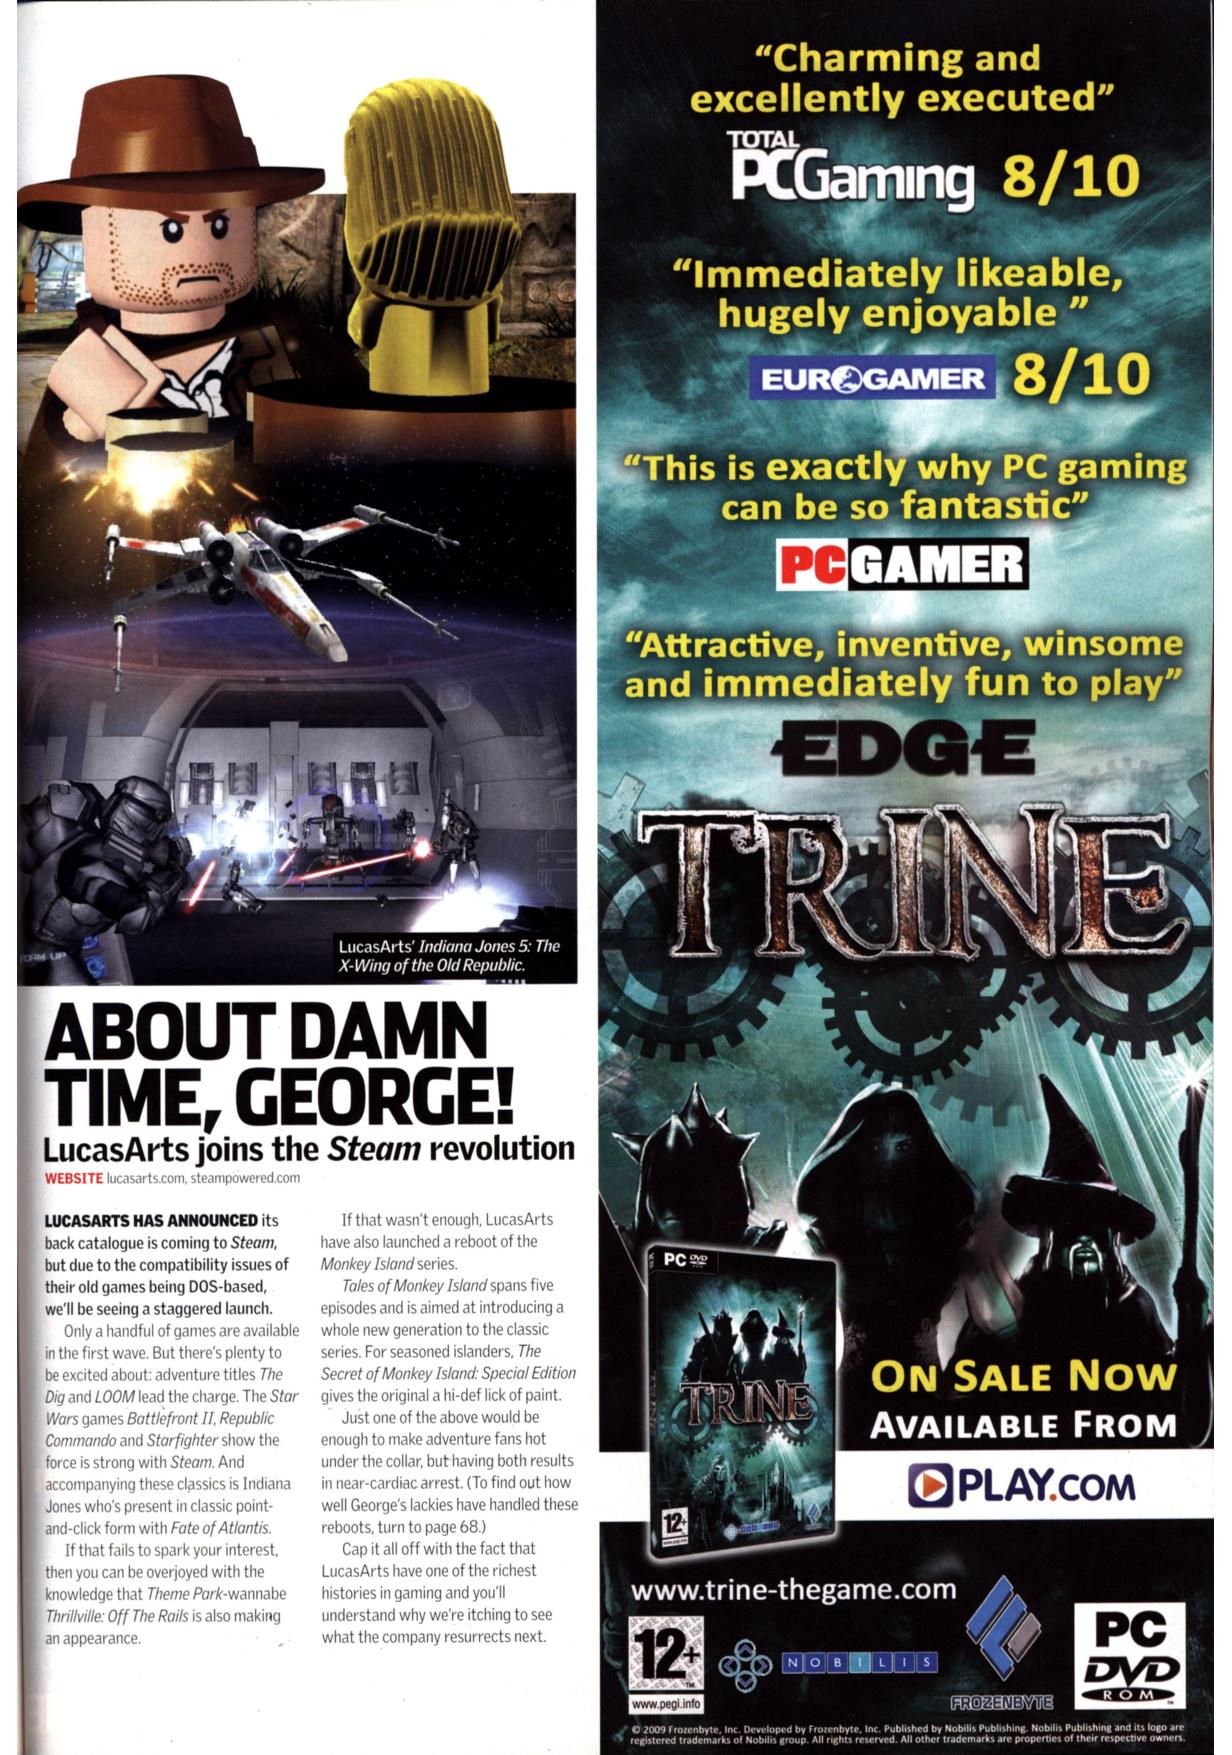 LucasArts' Indiana Jones 5: The
X-Wing of the Old Republic.
ABOUT DAMN
TIME, GEORGE!
LucasArts joins the Steam revolution
WEBSITE lucasarts.com, steampowered.com
LUCASARTS HAS ANNOUNCED its
back catalogue is coming to Steam,
but due to the compatibility issues of
their old games being DOS-based,
we'll be seeing a staggered launch.
Only a handful of games are available
in the first wave. But there's plenty to
be excited about: adventure titles The
Dig and LOOM lead the charge. The Star
Wars games Battlefront II, Republic
Commando and Starfighter show the
force is strong with Steam. And
accompanying these classics is Indiana
Jones who's present in classic point-
and-click form with Fate of Atlantis.
If that fails to spark your interest,
then you can be overjoyed with the
knowledge that Theme Park-wannabe
Thrillville: Off The Rails is also making
an appearance.
If that wasn't enough, LucasArts
have also launched a reboot of the
Monkey Island series.
Tales of Monkey Island spans five
episodes and is aimed at introducing a
whole new generation to the classic
series. For seasoned islanders, The
Secret of Monkey Island: Special Edition
gives the original a hi-def lick of paint.
Just one of the above would be
enough to make adventure fans hot
under the collar, but having both results
in near-cardiac arrest. (To find out how
well George's lackies have handled these
reboots, turn to page 68.)
Cap it all off with the fact that
LucasArts have one of the richest
histories in gaming and you'll
understand why we're itching to see
what the company resurrects next.
"Charming and
excellently executed"
TOTAL
PCGaming 8/10
"Immediately likeable,
hugely enjoyable "
EUROGAMER 8/10
"This is exactly why PC gaming
can be so fantastic"
PCGAMER
"Attractive, inventive, winsome
and immediately fun to play"
EDGE
TRINE
PC DVD
TRINE
12+
NOBILIS
ON SALE NOW
AVAILABLE FROM
PLAY.COM
www.trine-thegame.com
12+
www.pegi.info
NOBILIS
FROZENBYTE
PC
DVD
ROM
© 2009 Frozenbyte, Inc. Developed by Frozenbyte, Inc. Published by Nobilis Publishing. Nobilis Publishing and its logo are
registered trademarks of Nobilis group. All rights reserved. All other trademarks are properties of their respective owners.